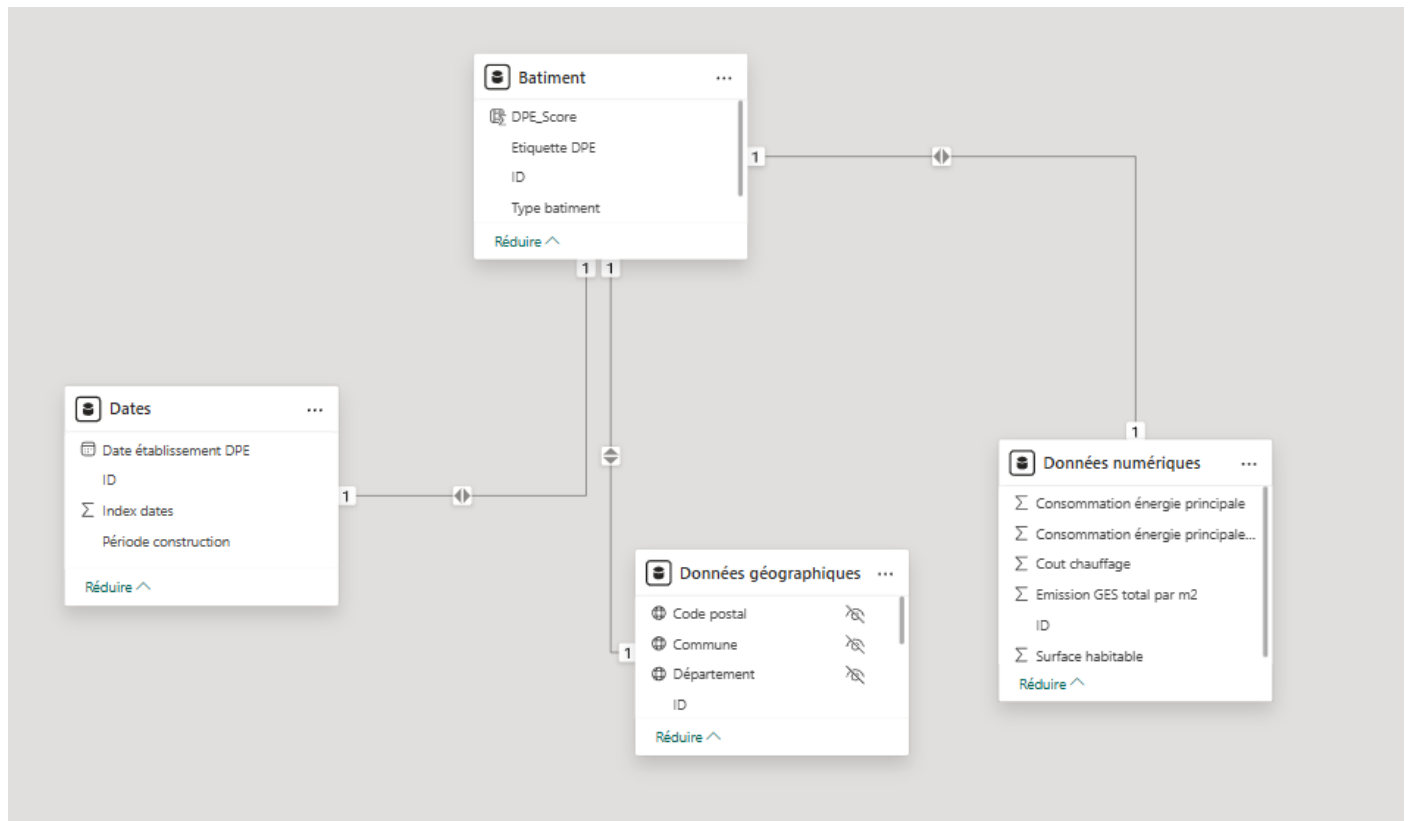 Batiment
DPE_Score
Etiquette DPE
ID
Type batiment
Réduire
1
1 1
Dates
Date établissement DPE
ID
Index dates
Période construction
Réduire
1
Données géographiques
Code postal
Commune
Département
ID
Réduire
1
1
Données numériques
Consommation énergie principale
Consommation énergie principale...
Cout chauffage
Emission GES total par m2
ID
Surface habitable
Réduire